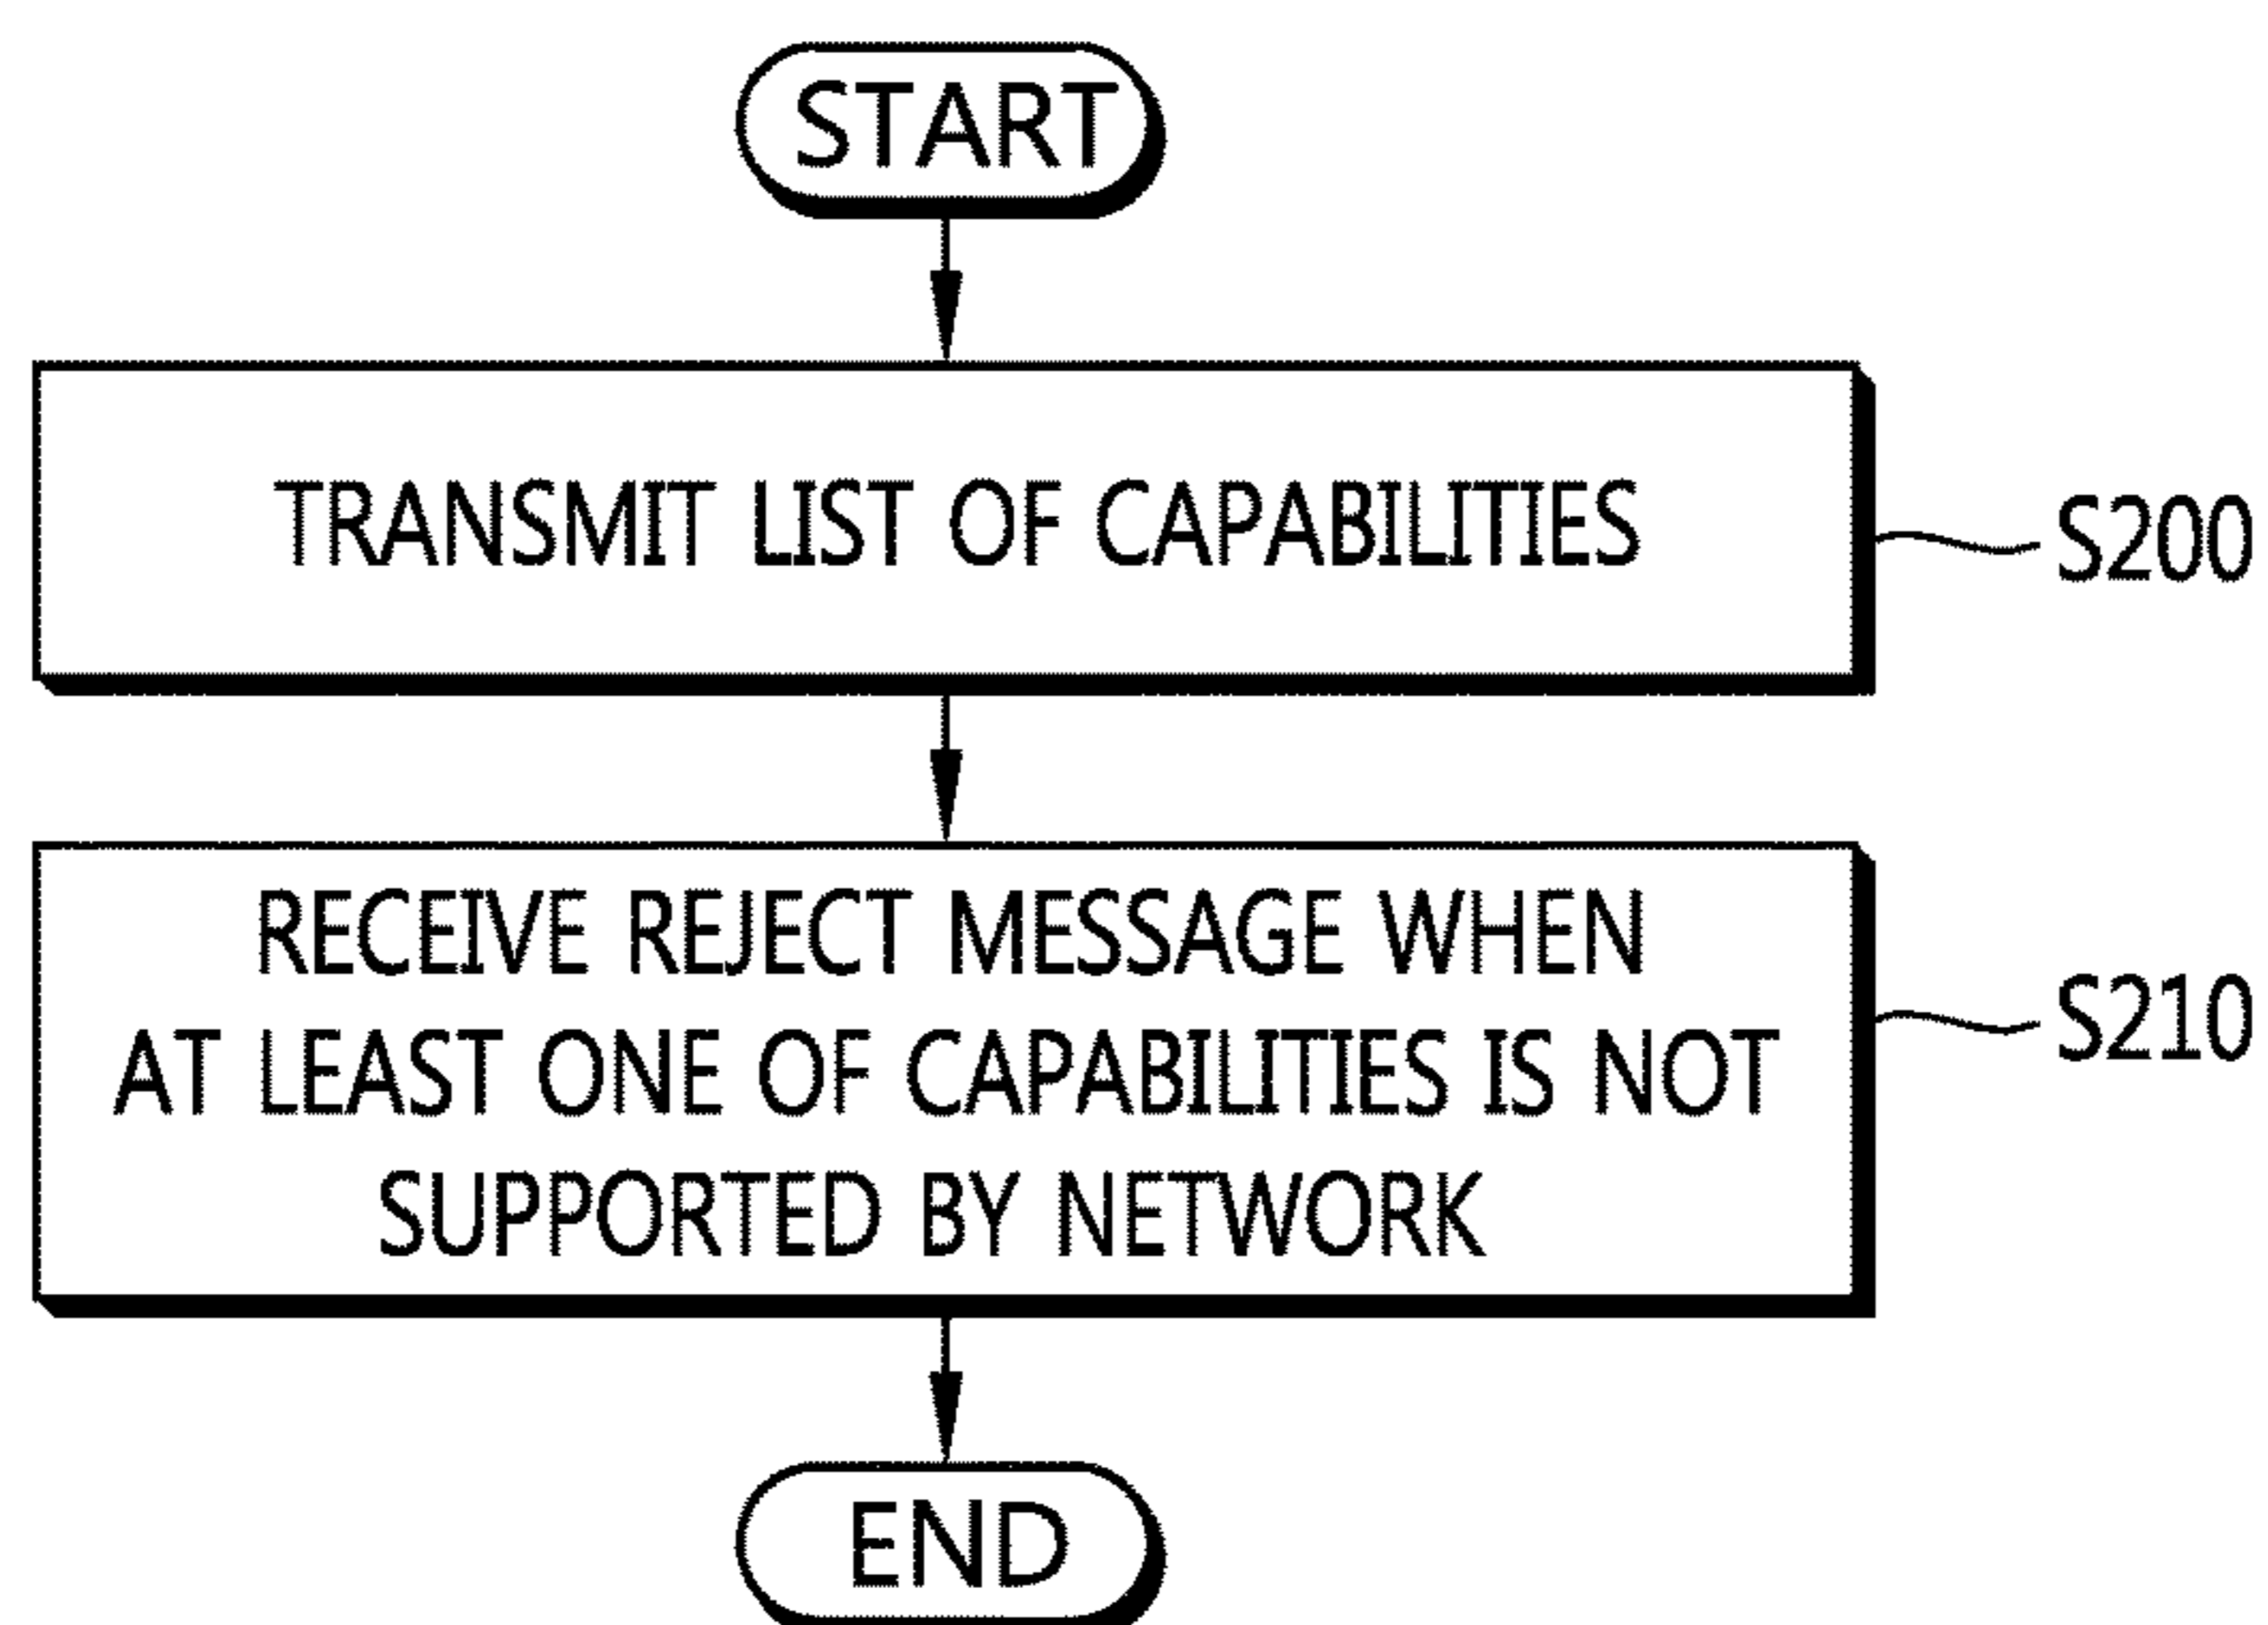 START
TRANSMIT LIST OF CAPABILITIES
S200
RECEIVE REJECT MESSAGE WHEN
AT LEAST ONE OF CAPABILITIES IS NOT
SUPPORTED BY NETWORK
S210
END